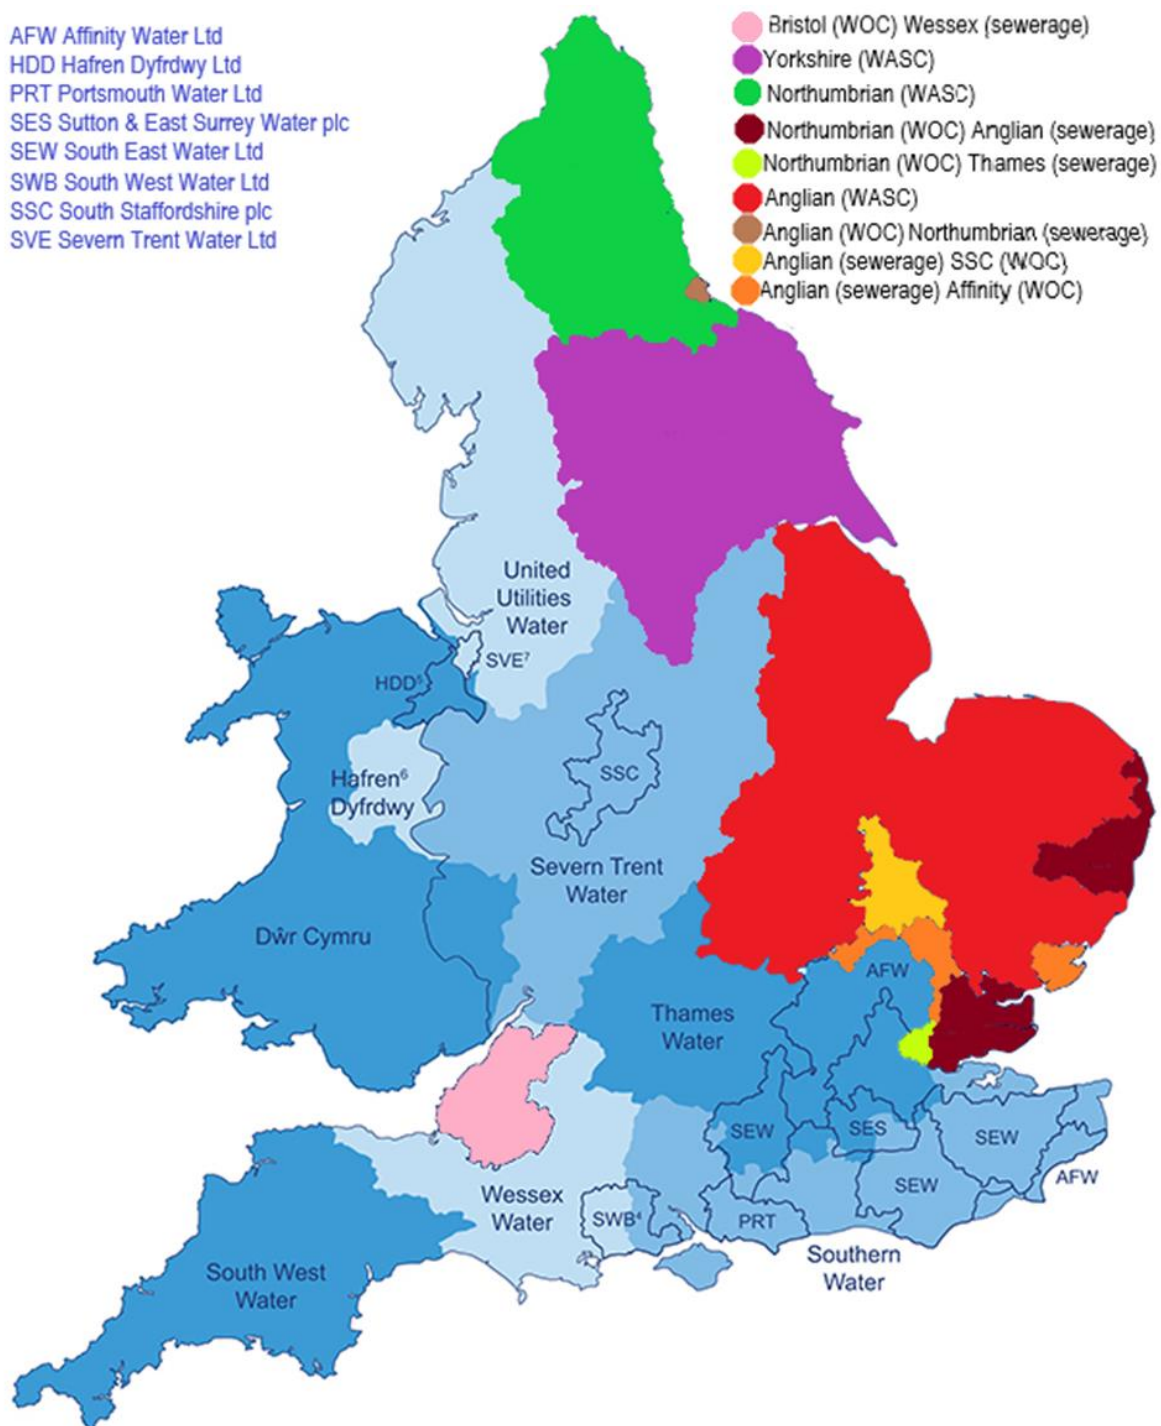 AFW Affinity Water Ltd
HDD Hafren Dyfrdwy Ltd
PRT Portsmouth Water Ltd
SES Sutton & East Surrey Water plc
SEW South East Water Ltd
SWB South West Water Ltd
SSC South Staffordshire plc
SVE Severn Trent Water Ltd
Bristol (WOC) Wessex (sewerage)
Yorkshire (WASC)
Northumbrian (WASC)
Northumbrian (WOC) Anglian (sewerage)
Northumbrian (WOC) Thames (sewerage)
Anglian (WASC)
Anglian (WOC) Northumbrian (sewerage)
Anglian (sewerage) SSC (WOC)
Anglian (sewerage) Affinity (WOC)
United
Utilities
Water
SVE⁷
HDD⁵
Hafren⁶
Dyfrdwy
SSC
Severn Trent
Water
Dŵr Cymru
AFW
Thames
Water
SEW
SES
SEW
SEW
AFW
Wessex
Water
SWB⁴
PRT
Southern
Water
South West
Water